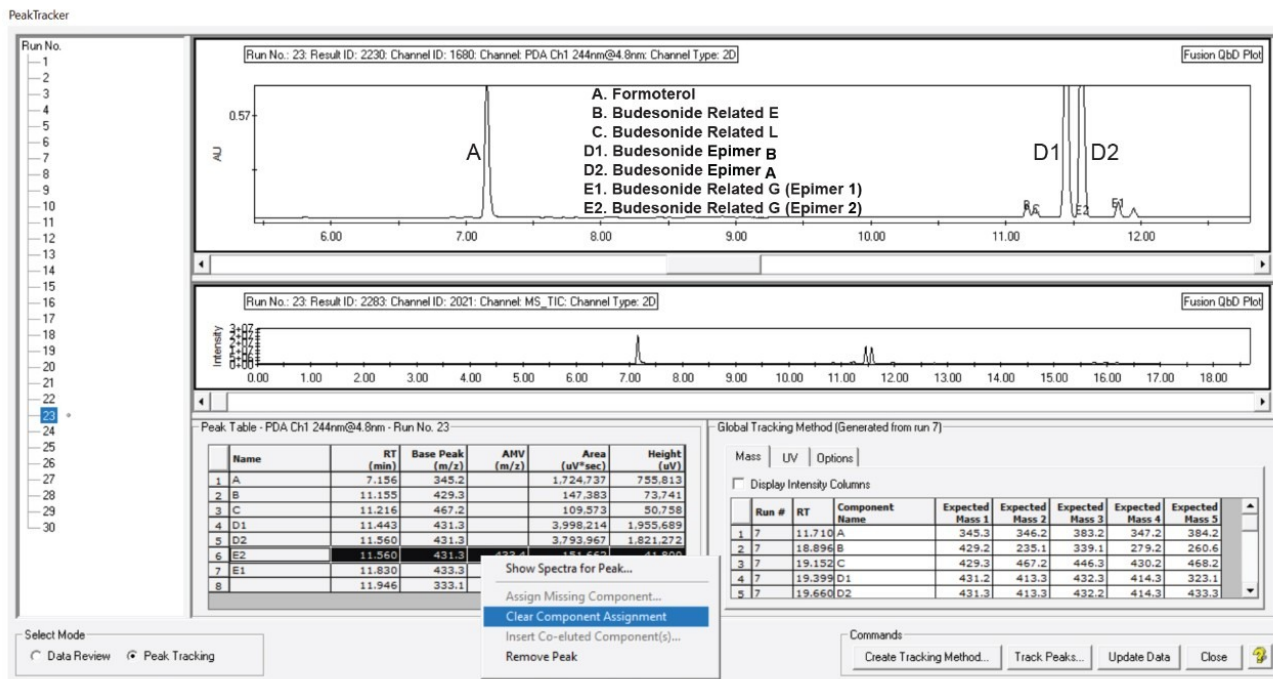 PeakTracker
Run No.
1
2
3
4
5
6
7
8
9
10
11
12
13
14
15
16
17
18
19
20
21
22
23
24
25
26
27
28
29
30
Run No.: 23: Result ID: 2230: Channel ID: 1680: Channel: PDA Ch1 244nm@4.8nm: Channel Type: 2D
Fusion QbD Plot
0.57
AU
A
A. Formoterol
B. Budesonide Related E
C. Budesonide Related L
D1. Budesonide Epimer B
D2. Budesonide Epimer A
E1. Budesonide Related G (Epimer 1)
E2. Budesonide Related G (Epimer 2)
D1 D2
B C E2 E1
6.00 7.00 8.00 9.00 10.00 11.00 12.00
Run No.: 23: Result ID: 2283: Channel ID: 2021: Channel: MS_TIC: Channel Type: 2D
Fusion QbD Plot
Intensity
3+07
0+00
0.00 1.00 2.00 3.00 4.00 5.00 6.00 7.00 8.00 9.00 10.00 11.00 12.00 13.00 14.00 15.00 16.00 17.00 18.00
Peak Table - PDA Ch1 244nm@4.8nm - Run No. 23
Name RT (min) Base Peak (m/z) AMV (m/z) Area (uV*sec) Height (uV)
1 A 7.156 345.2 1,724,737 755,813
2 B 11.155 429.3 147,383 73,741
3 C 11.216 467.2 109,573 50,758
4 D1 11.443 431.3 3,998,214 1,955,689
5 D2 11.560 431.3 3,793,967 1,821,272
6 E2 11.560 431.3
7 E1 11.830 433.3
8 11.946 333.1
Show Spectra for Peak...
Assign Missing Component...
Clear Component Assignment
Insert Co-eluted Component(s)...
Remove Peak
Global Tracking Method (Generated from run 7)
Mass UV Options
Display Intensity Columns
Run # RT Component Name Expected Mass 1 Expected Mass 2 Expected Mass 3 Expected Mass 4 Expected Mass 5
1 7 11.710 A 345.3 346.2 383.2 347.2 384.2
2 7 18.896 B 429.2 235.1 339.1 279.2 260.6
3 7 19.152 C 429.3 467.2 446.3 430.2 468.2
4 7 19.399 D1 431.2 413.3 432.3 414.3 323.1
5 7 19.660 D2 431.3 413.3 432.2 414.3 433.3
Select Mode
Data Review Peak Tracking
Commands
Create Tracking Method... Track Peaks... Update Data Close ?